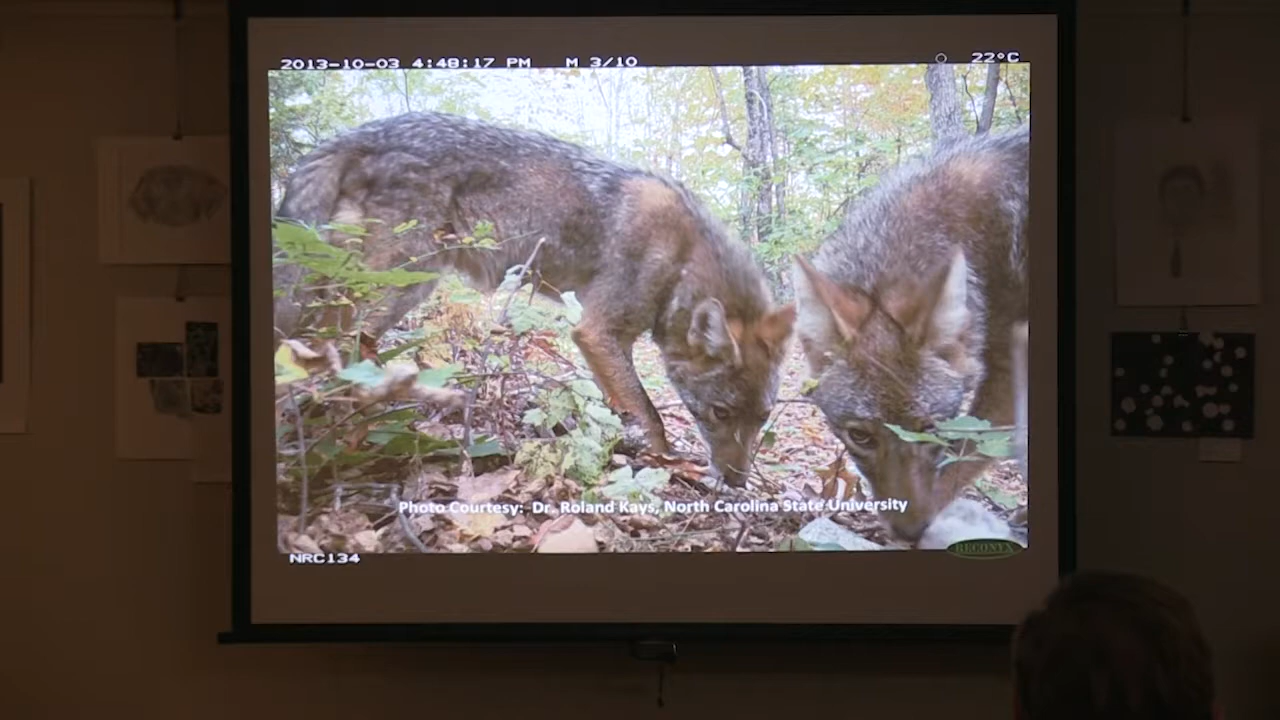 2013-10-03 4:48:17 PM M 3/10 22°C
Photo Courtesy: Dr. Roland Kays, North Carolina State University
NRC134
RECONYX